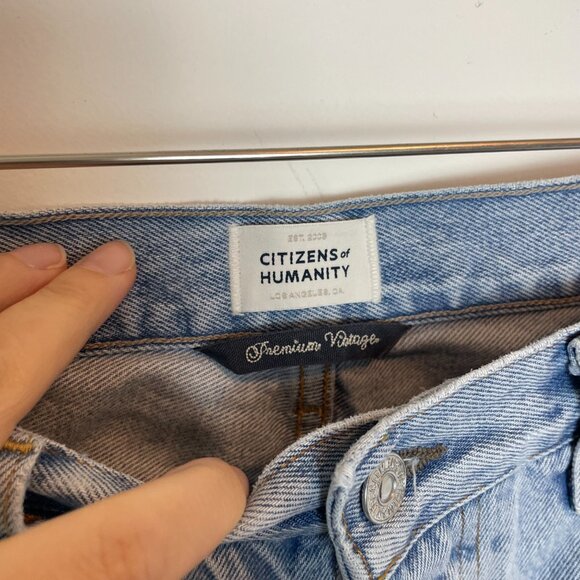 EST. 2003
CITIZENS of
HUMANITY
LOS ANGELES, CA.
Premium Vintage